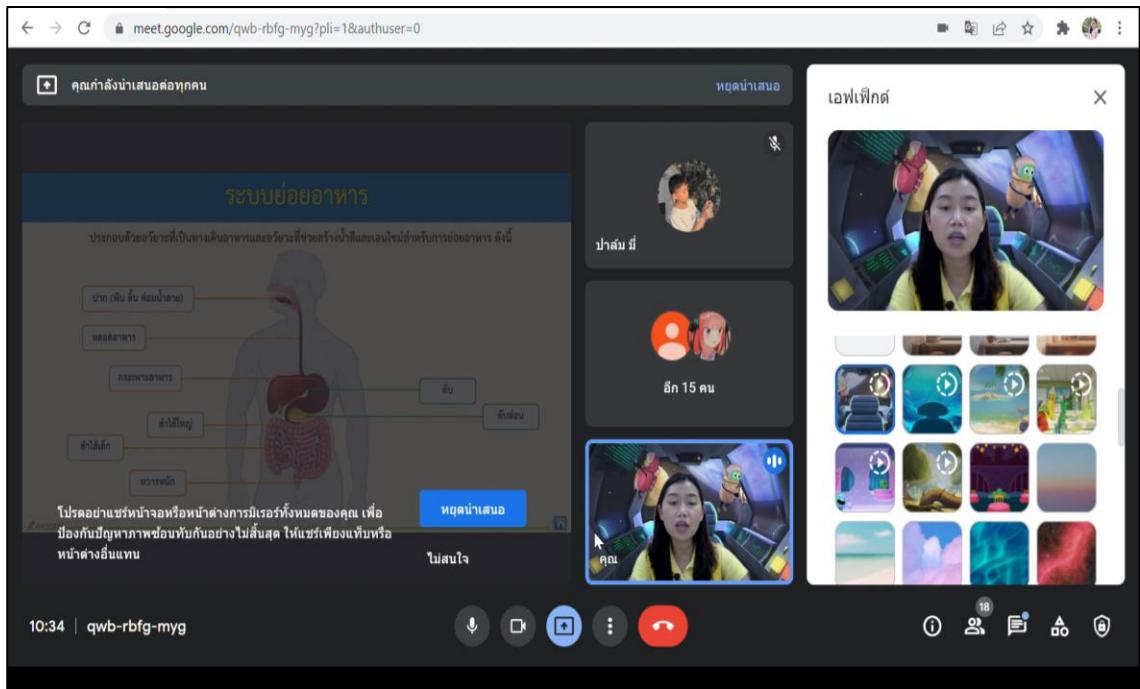 meet.google.com/qwb-rbfg-myg?pli=1&authuser=0
คุณกำลังนำเสนอต่อทุกคน
หยุดนำเสนอ
ระบบย่อยอาหาร
ประกอบด้วยอวัยวะที่เป็นทางเดินอาหารและอวัยวะที่ช่วยสร้างน้ำดีและเอนไซม์สำหรับการย่อยอาหาร ดังนี้
ปาก (ฟัน ลิ้น ต่อมน้ำลาย)
หลอดอาหาร
กระเพาะอาหาร
ลำไส้ใหญ่
ลำไส้เล็ก
ทวารหนัก
ตับ
ตับอ่อน
โปรดอย่าแชร์หน้าจอหรือหน้าต่างการมิเรอร์ทั้งหมดของคุณ เพื่อ
ป้องกันปัญหาภาพซ้อนทับกันอย่างไม่สิ้นสุด ให้แชร์เพียงแท็บหรือ
หน้าต่างอื่นแทน
หยุดนำเสนอ
ไม่สนใจ
ปาล์ม มี่
อีก 15 คน
คุณ
เอฟเฟ็กต์
10:34 | qwb-rbfg-myg
18